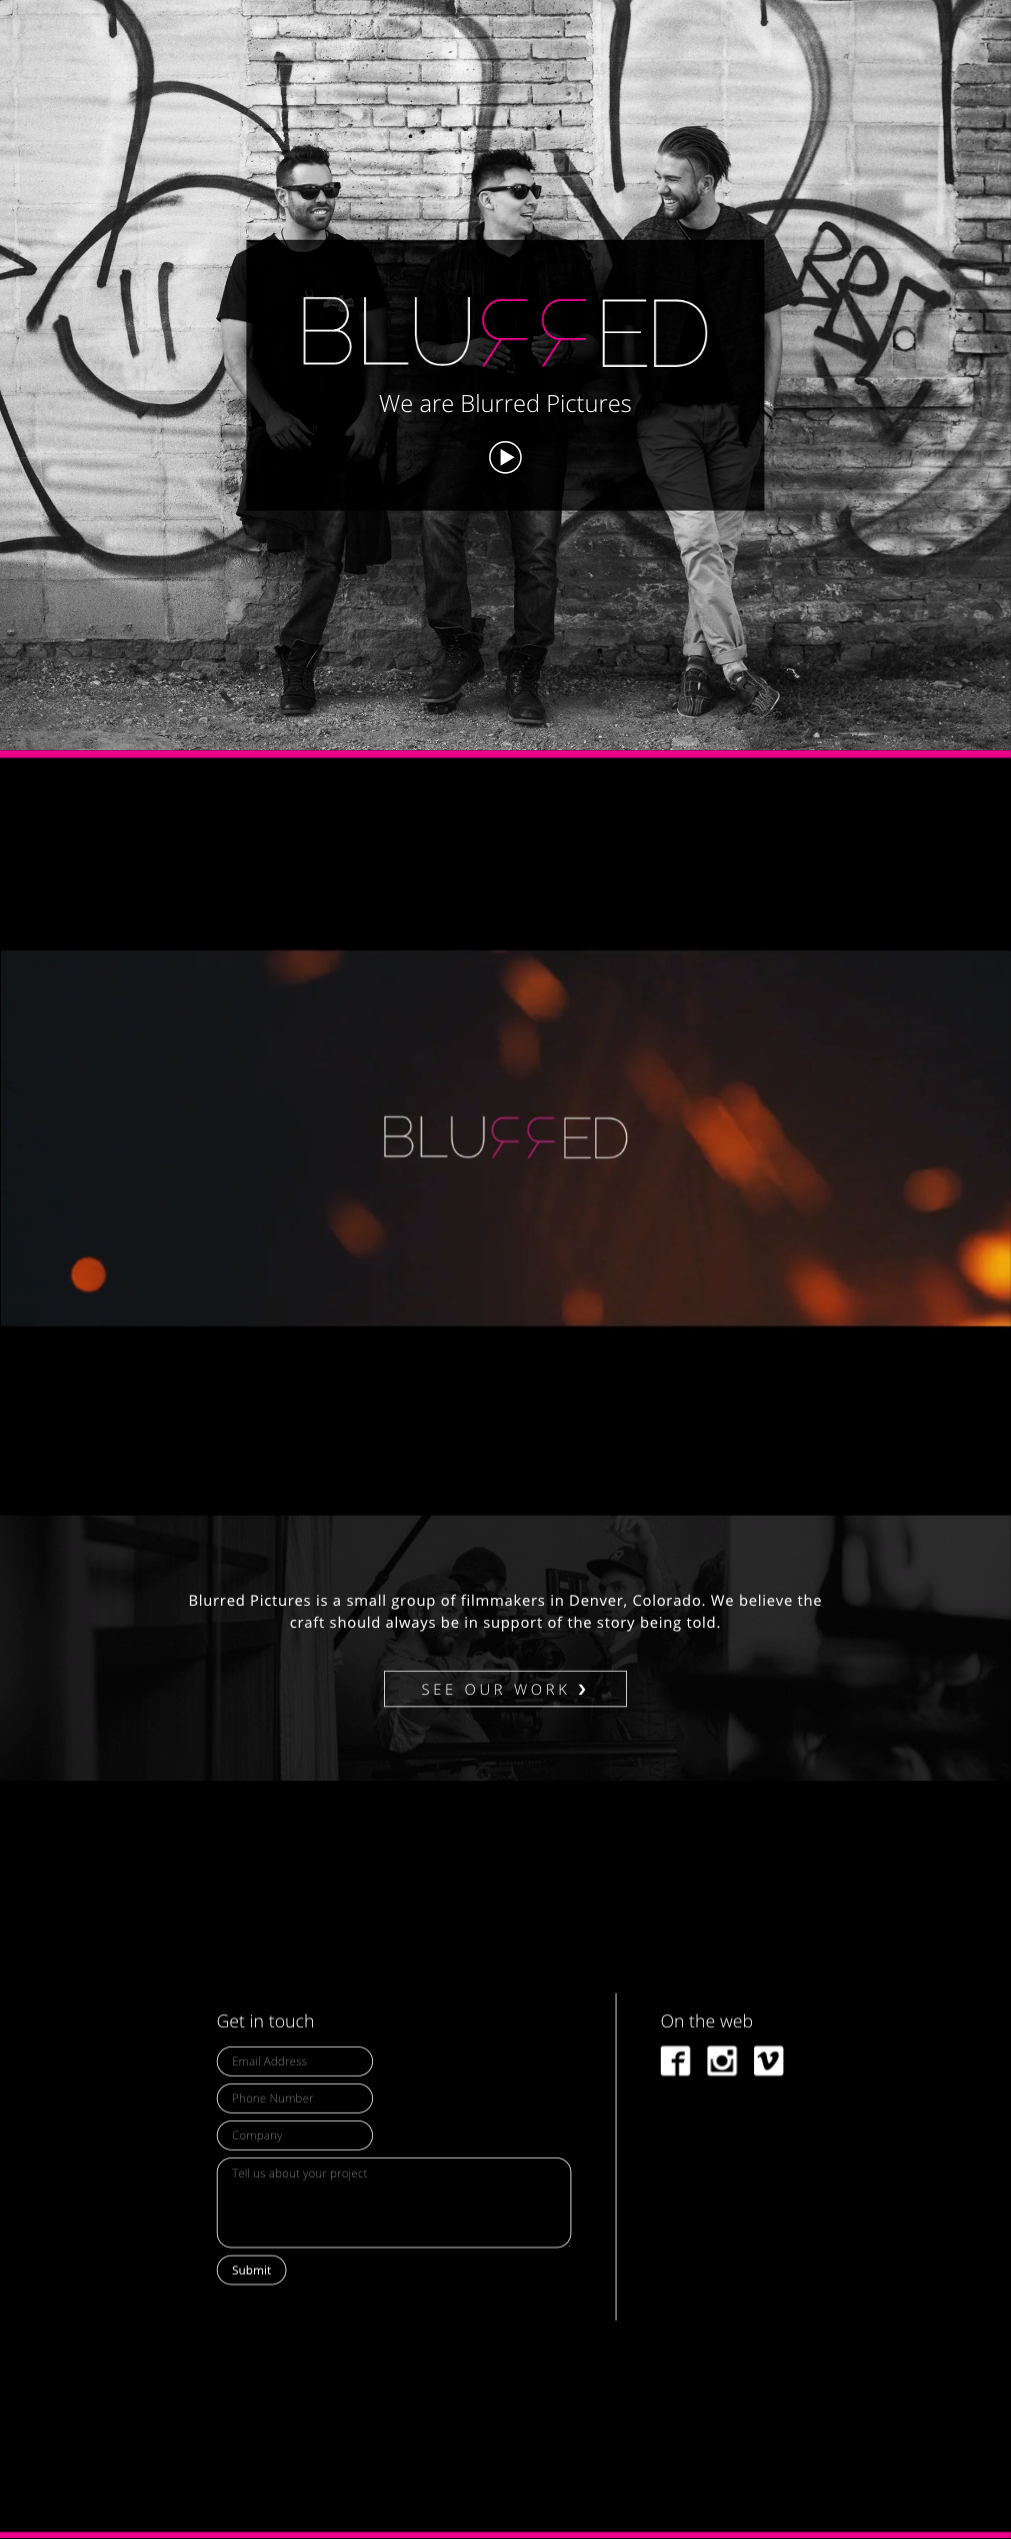 BLURRED
We are Blurred Pictures
BLURRED
Blurred Pictures is a small group of filmmakers in Denver, Colorado. We believe the
craft should always be in support of the story being told.
SEE OUR WORK ❯
Get in touch
On the web
Email Address
Phone Number
Company
Tell us about your project
Submit